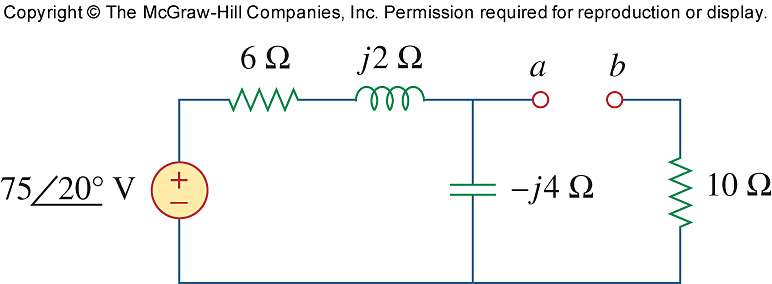 Copyright © The McGraw-Hill Companies, Inc. Permission required for reproduction or display.
6 Ω
j2 Ω
a
b
75∠20° V
+
−
−j4 Ω
10 Ω